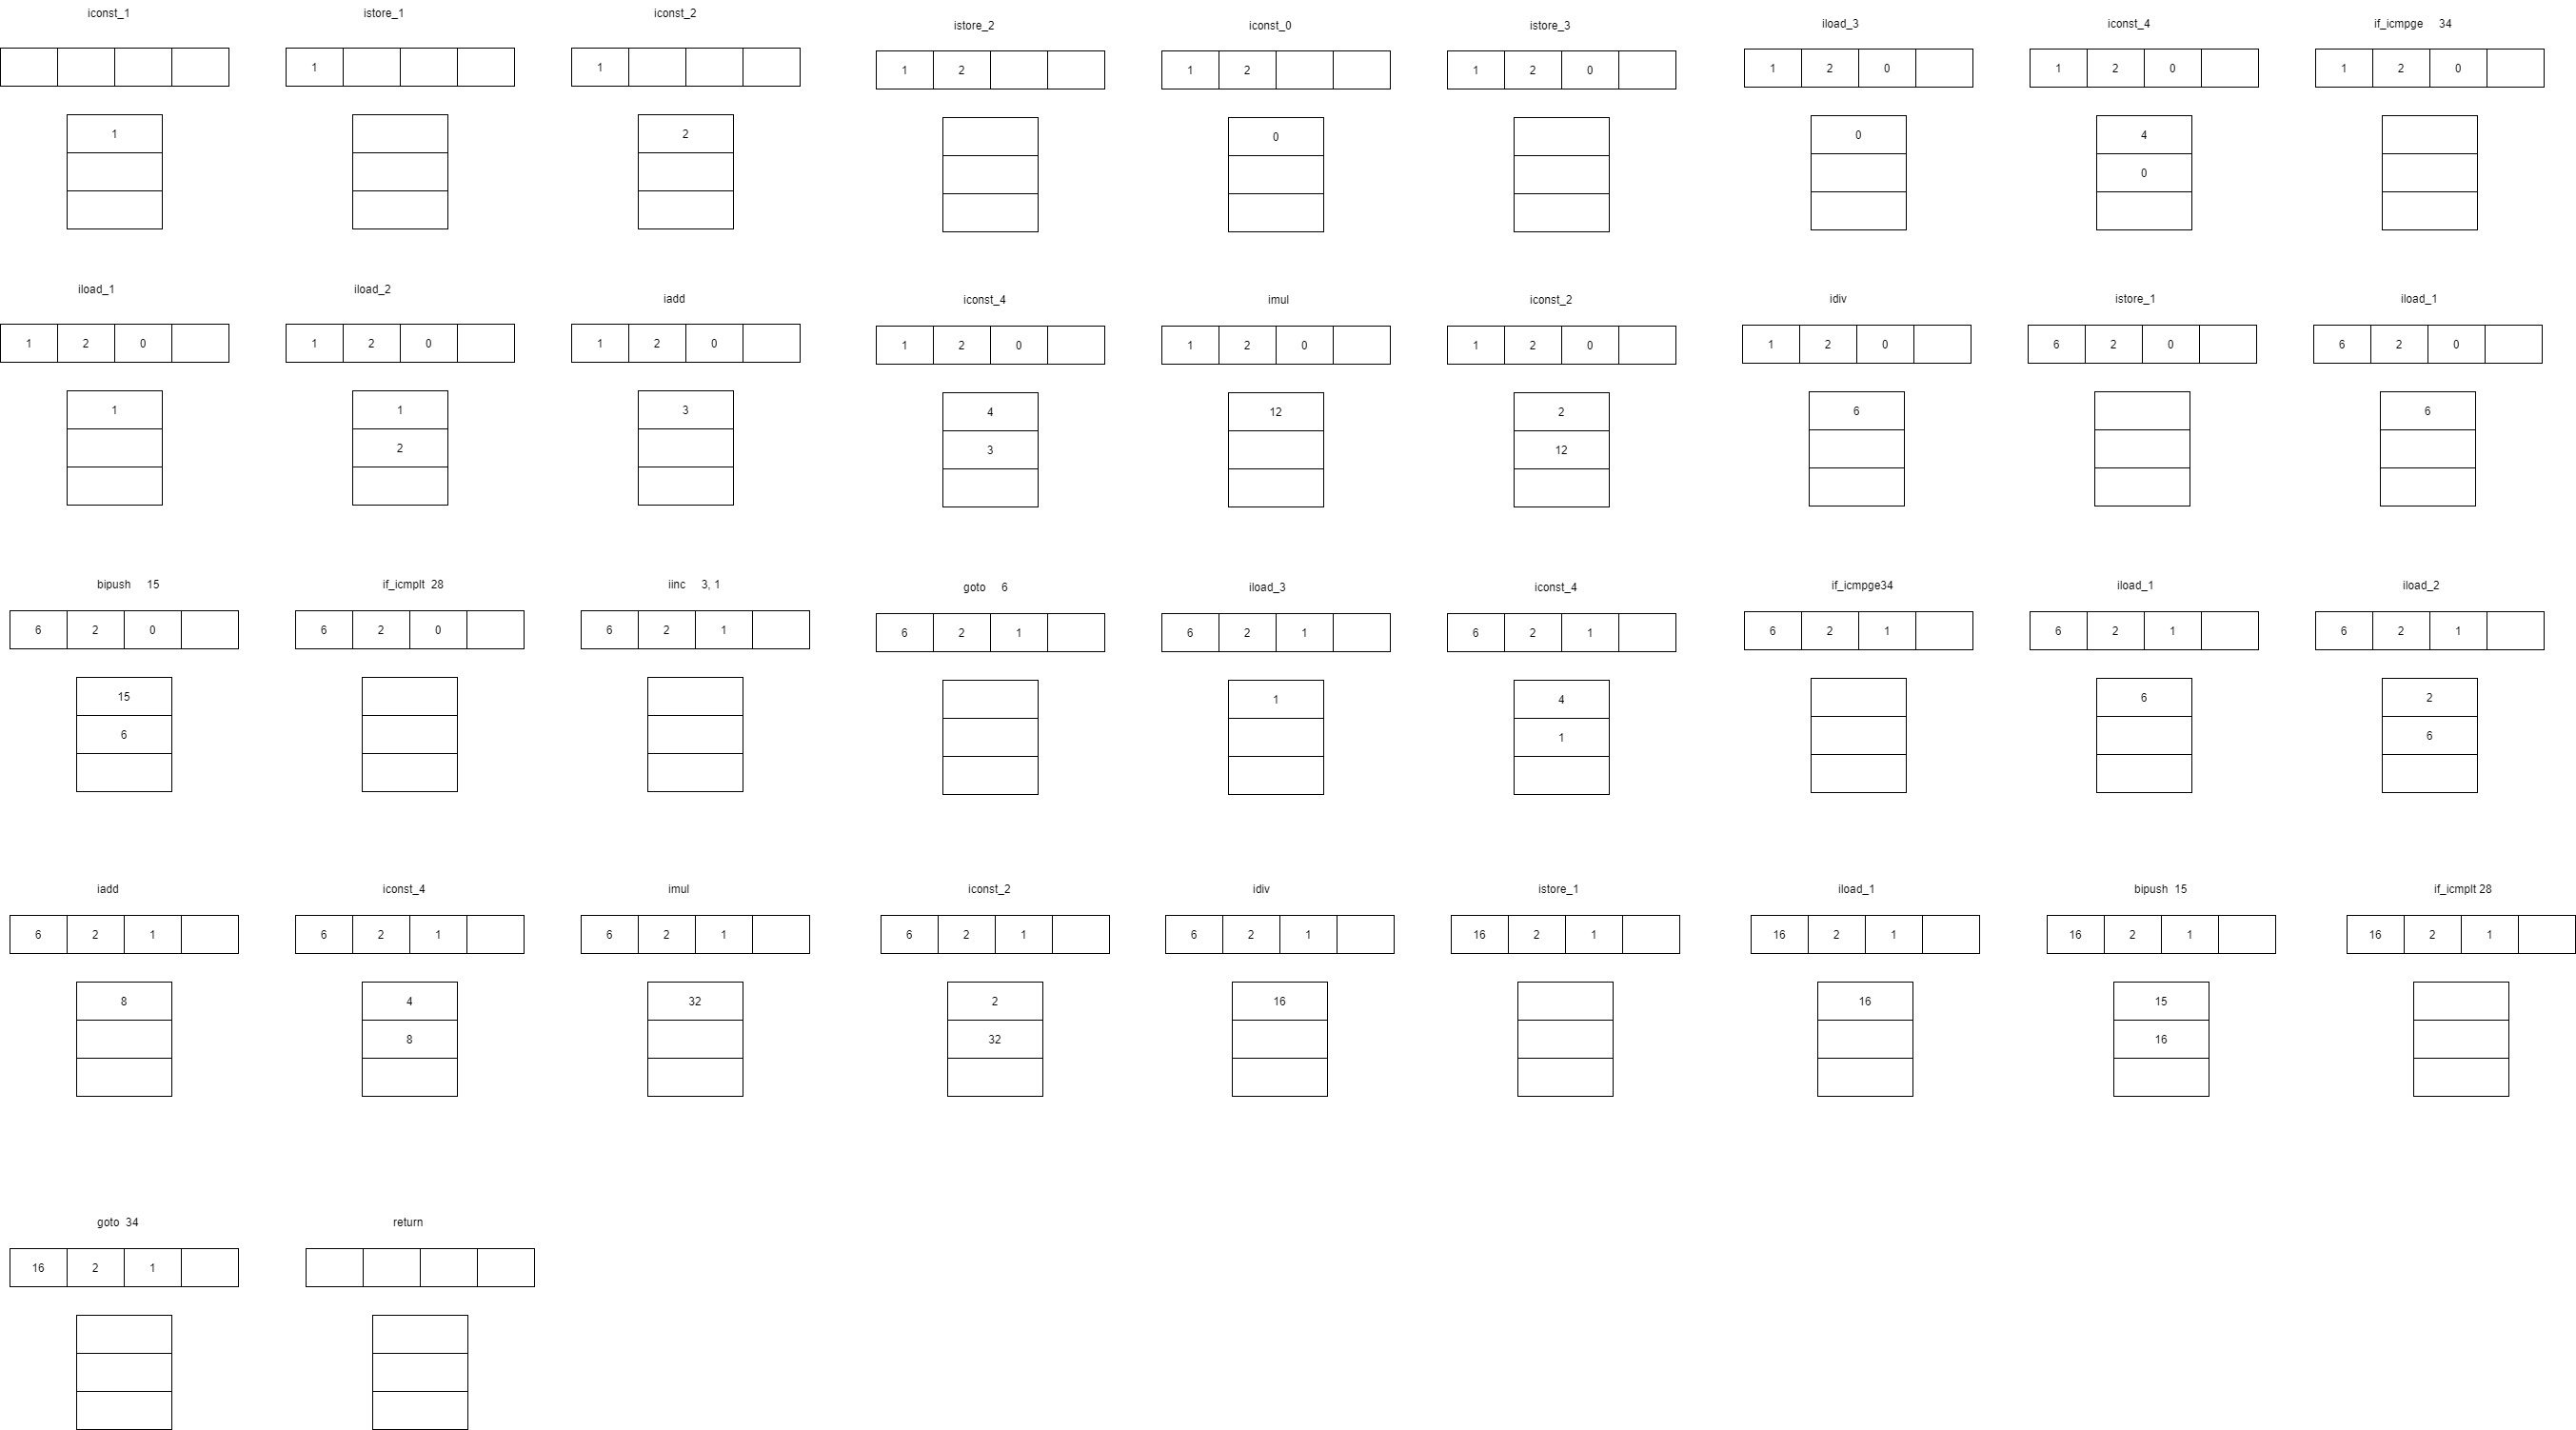 iconst_1 istore_1 iconst_2 istore_2 iconst_0 istore_3 iload_3 iconst_4 if_icmpge 34
1 1 1 2 1 2 1 2 0 1 2 0 1 2 0 1 2 0
1 2 0 0 4
0
iload_1 iload_2 iadd iconst_4 imul iconst_2 idiv istore_1 iload_1
1 2 0 1 2 0 1 2 0 1 2 0 1 2 0 1 2 0 1 2 0 6 2 0 6 2 0
1 1 3 4 12 2 6 6
2 3 12
bipush 15 if_icmplt 28 iinc 3, 1 goto 6 iload_3 iconst_4 if_icmpge34 iload_1 iload_2
6 2 0 6 2 0 6 2 1 6 2 1 6 2 1 6 2 1 6 2 1 6 2 1 6 2 1
15 1 4 6 2
6 1 6
iadd iconst_4 imul iconst_2 idiv istore_1 iload_1 bipush 15 if_icmplt 28
6 2 1 6 2 1 6 2 1 6 2 1 6 2 1 16 2 1 16 2 1 16 2 1 16 2 1
8 4 32 2 16 16 15
8 32 16
goto 34 return
16 2 1